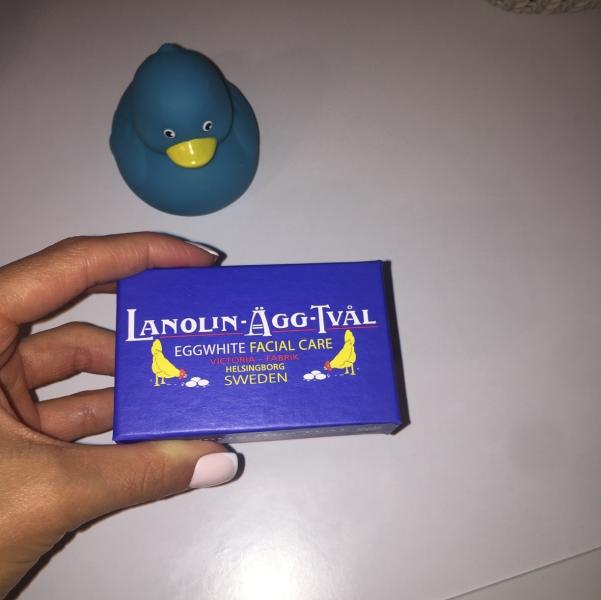 LANOLIN-ÄGG-TVÅL
EGGWHITE FACIAL CARE
VICTORIA - FABRIK
HELSINGBORG
SWEDEN